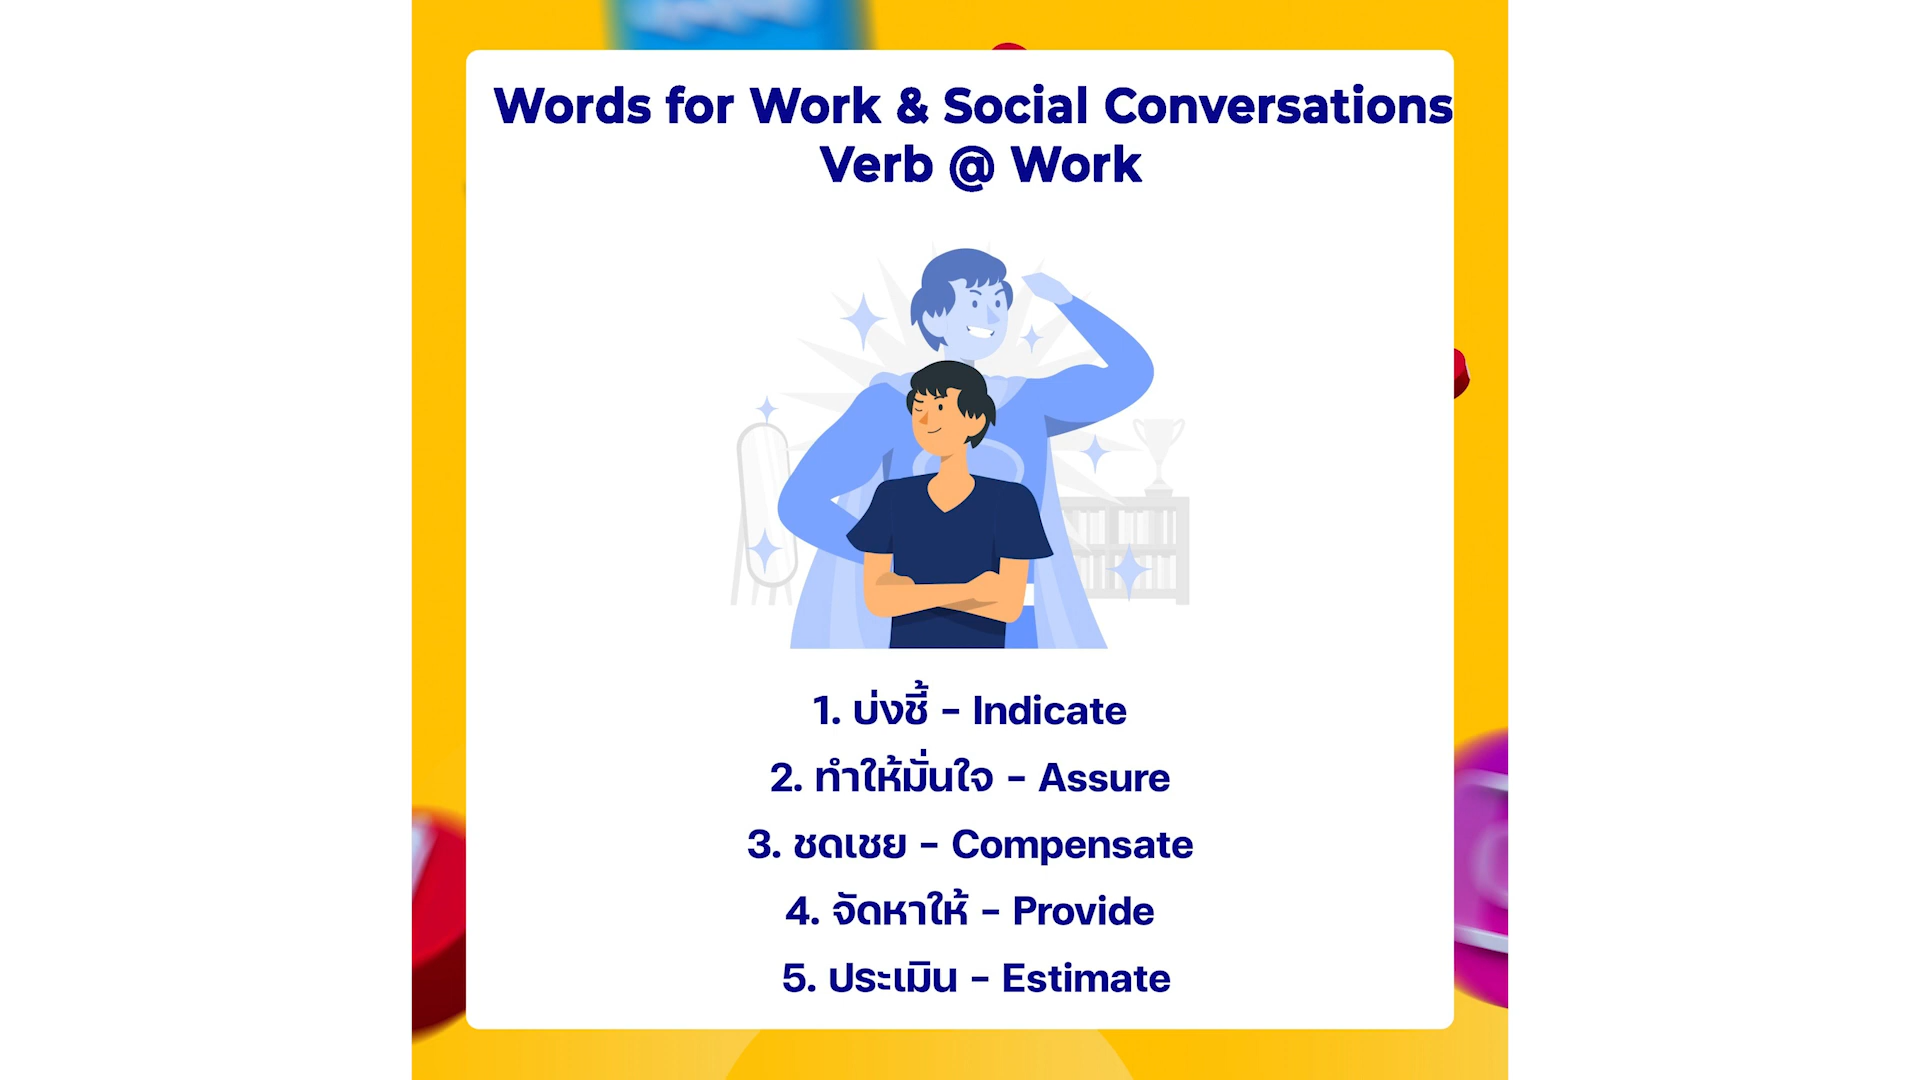 Words for Work & Social Conversations
Verb @ Work
1. บ่งชี้ - Indicate
2. ทำให้มั่นใจ - Assure
3. ชดเชย - Compensate
4. จัดหาให้ - Provide
5. ประเมิน - Estimate